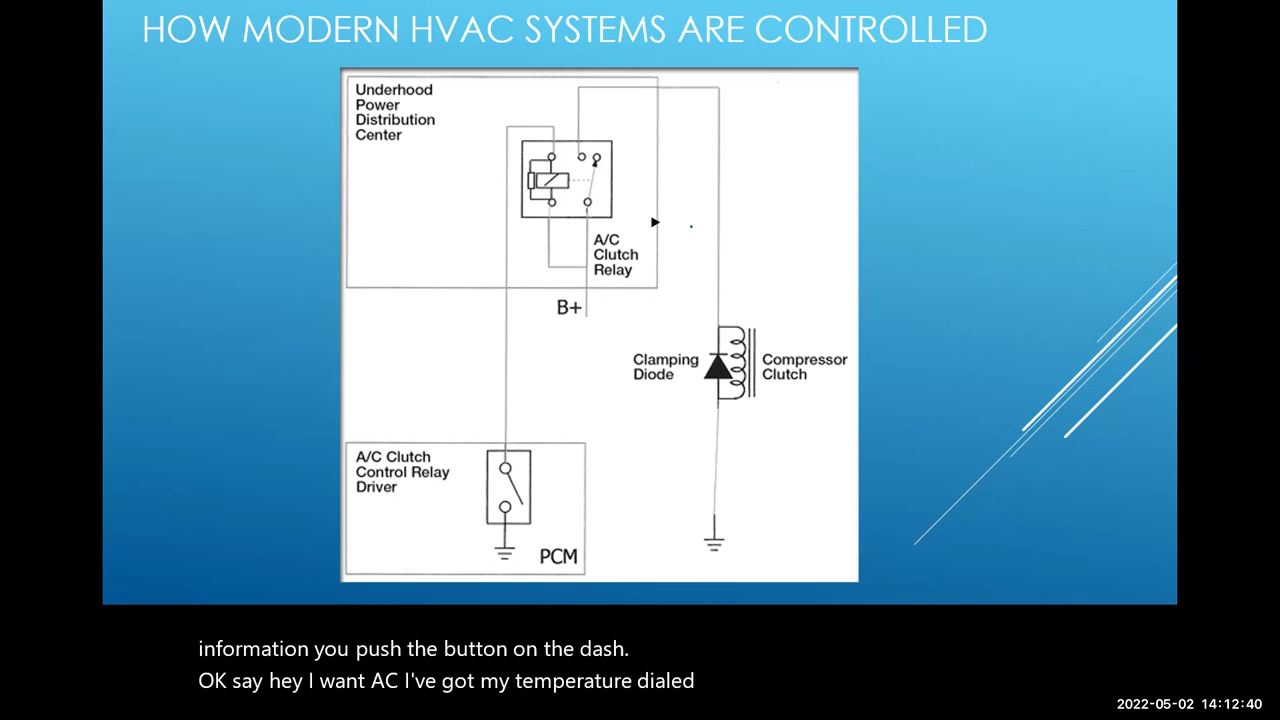 HOW MODERN HVAC SYSTEMS ARE CONTROLLED
Underhood
Power
Distribution
Center
A/C
Clutch
Relay
B+
Clamping
Diode
Compressor
Clutch
A/C Clutch
Control Relay
Driver
PCM
information you push the button on the dash.
OK say hey I want AC I've got my temperature dialed
2022-05-02 14:12:40